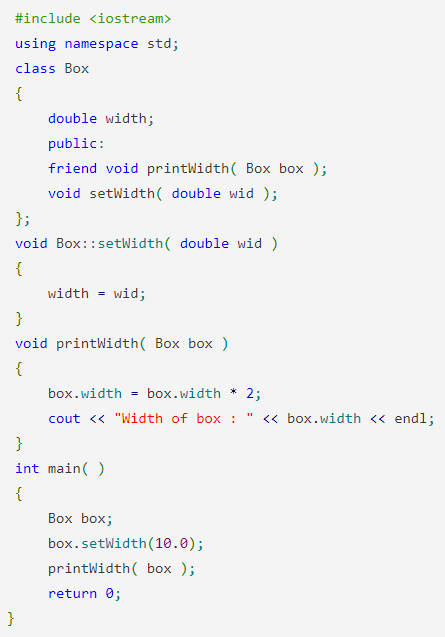 #include <iostream>
using namespace std;
class Box
{
    double width;
    public:
    friend void printWidth( Box box );
    void setWidth( double wid );
};
void Box::setWidth( double wid )
{
    width = wid;
}
void printWidth( Box box )
{
    box.width = box.width * 2;
    cout << "Width of box : " << box.width << endl;
}
int main( )
{
    Box box;
    box.setWidth(10.0);
    printWidth( box );
    return 0;
}